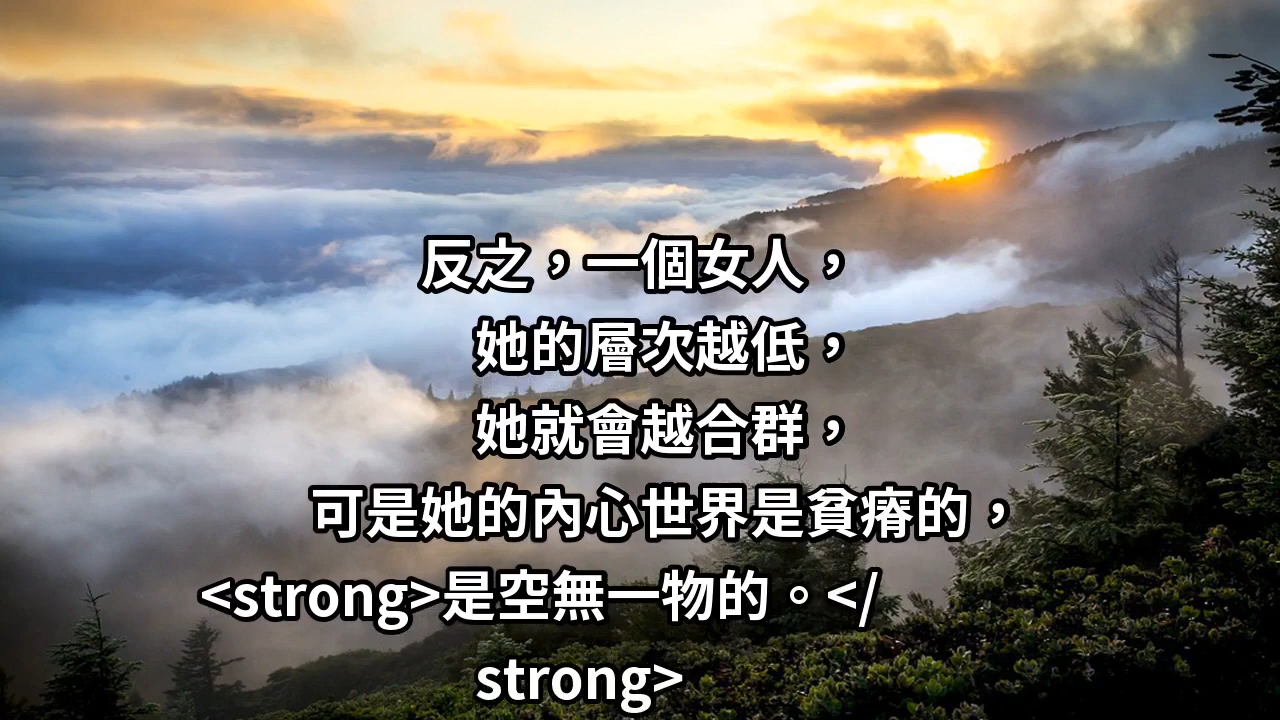 反之，一個女人，
她的層次越低，
她就會越合群，
可是她的內心世界是貧瘠的，
<strong>是空無一物的。</
strong>